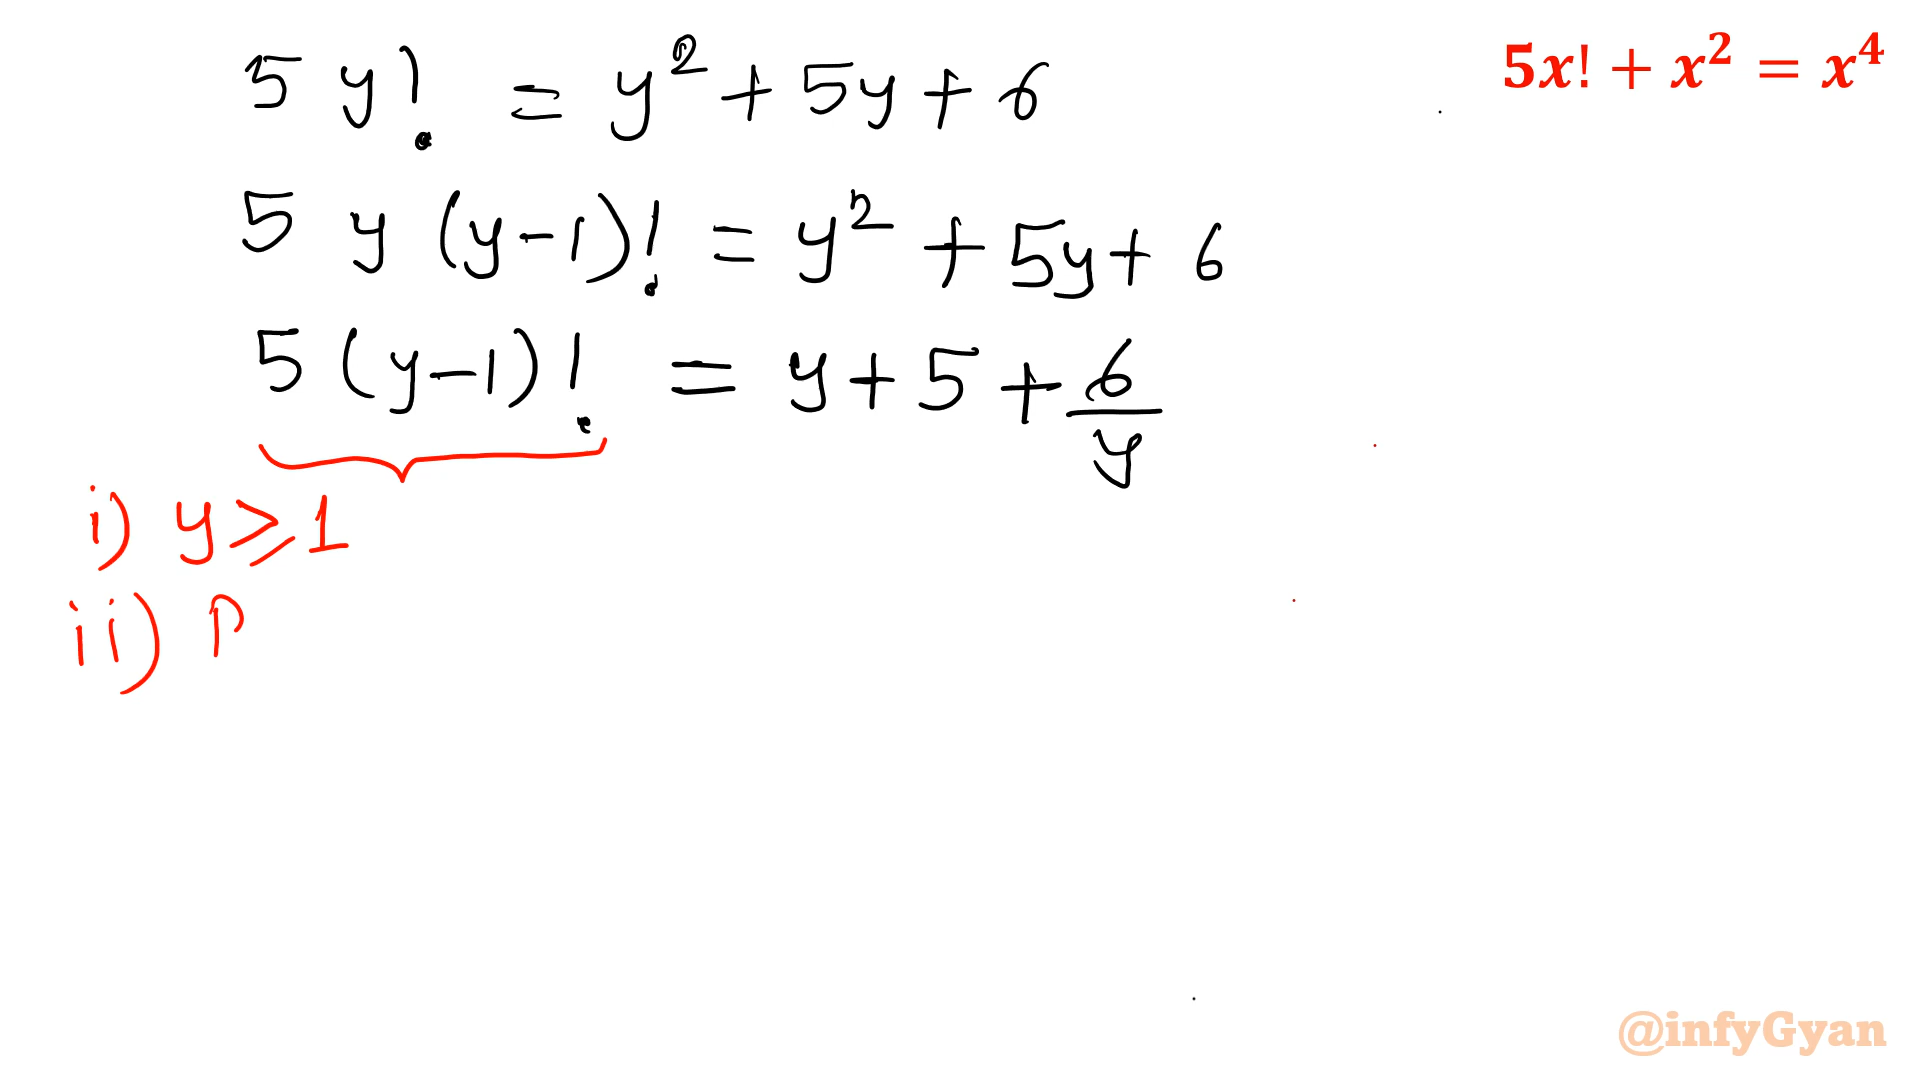 5x! + x² = x⁴
5 y! = y² + 5y + 6
5 y (y-1)! = y² + 5y + 6
5 (y-1)! = y + 5 + 6/y
i) y ≥ 1
ii) P
@infyGyan